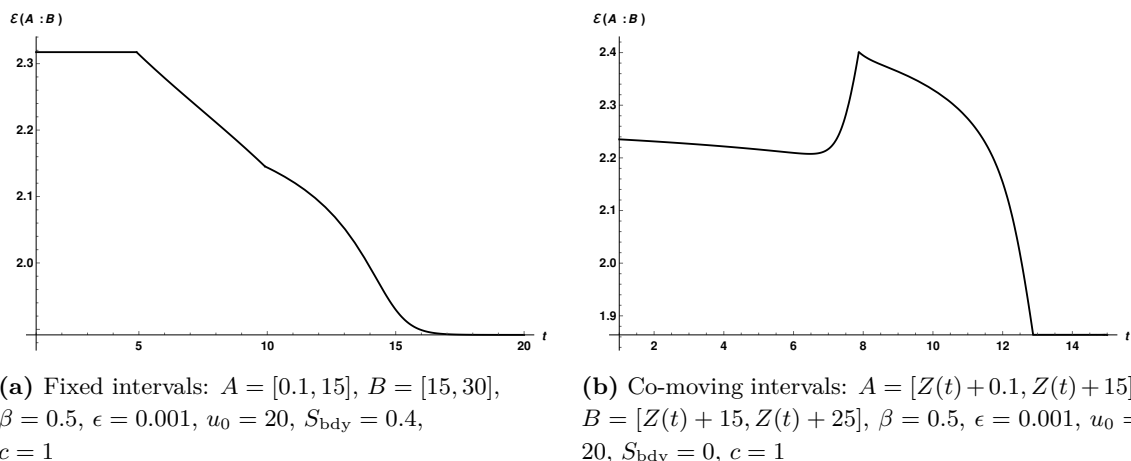 ℰ(A : B)
2.3
2.2
2.1
2.0
5
10
15
20
t
ℰ(A : B)
2.4
2.3
2.2
2.1
2.0
1.9
2
4
6
8
10
12
14
t
(a) Fixed intervals: A = [0.1, 15], B = [15, 30],
β = 0.5, ϵ = 0.001, u₀ = 20, S_bdy = 0.4,
c = 1
(b) Co-moving intervals: A = [Z(t) + 0.1, Z(t) + 15]
B = [Z(t) + 15, Z(t) + 25], β = 0.5, ϵ = 0.001, u₀ =
20, S_bdy = 0, c = 1